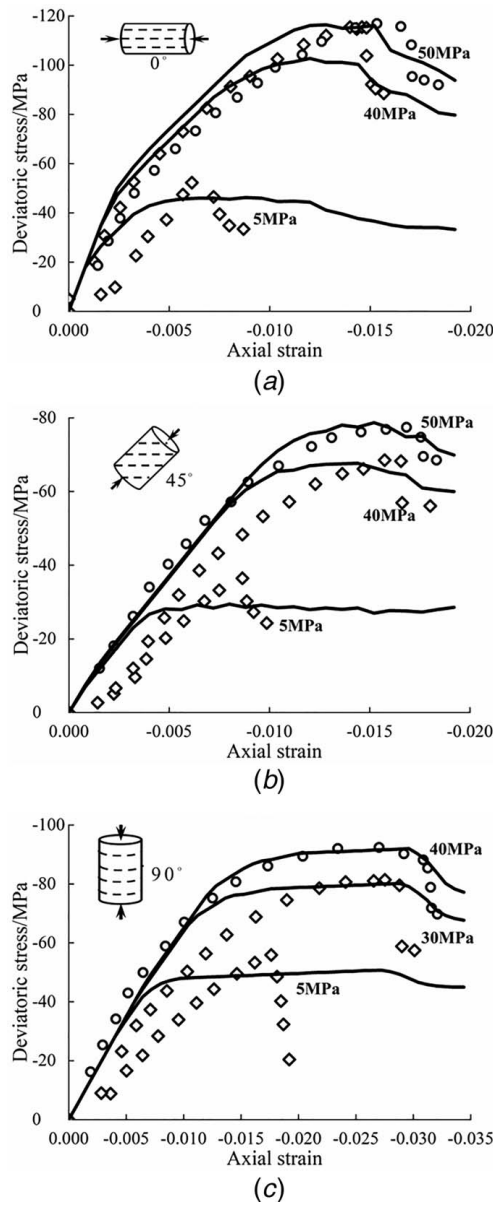 -120
-100
-80
-60
-40
-20
0
Deviatoric stress/MPa
0°
50MPa
40MPa
5MPa
0.000 -0.005 -0.010 -0.015 -0.020
Axial strain
(a)
-80
-60
-40
-20
0
Deviatoric stress/MPa
45°
50MPa
40MPa
5MPa
0.000 -0.005 -0.010 -0.015 -0.020
Axial strain
(b)
-100
-80
-60
-40
-20
0
Deviatoric stress/MPa
90°
40MPa
30MPa
5MPa
0.000 -0.005 -0.010 -0.015 -0.020 -0.025 -0.030 -0.035
Axial strain
(c)